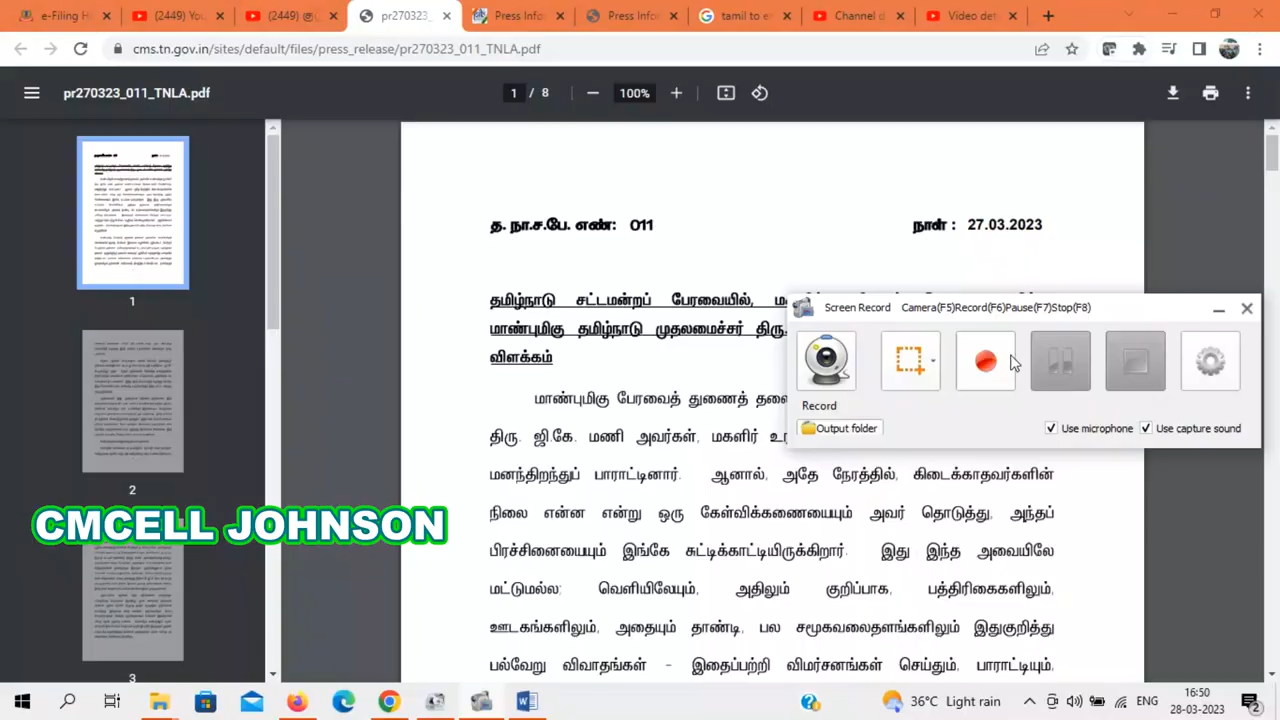 e-Filing H
(2449) You
(2449) @
pr270323_
Press Info
Press Info
tamil to e
Channel d
Video det
cms.tn.gov.in/sites/default/files/press_release/pr270323_011_TNLA.pdf
pr270323_011_TNLA.pdf
1 / 8
100%
த. நா.ச.பே. எண்: 011
நாள் : 27.03.2023
தமிழ்நாடு சட்டமன்றப் பேரவையில்,
மாண்புமிகு தமிழ்நாடு முதலமைச்சர் திரு.
விளக்கம்
மாண்புமிகு பேரவைத் துணைத்
திரு. ஜி.கே. மணி அவர்கள், மகளிர்
மனந்திறந்துப் பாராட்டினார். ஆனால், அதே நேரத்தில், கிடைக்காதவர்களின்
நிலை என்ன என்று ஒரு கேள்விக்கணையையும் அவர் தொடுத்து, அந்தப்
பிரச்சினையையும் இங்கே சுட்டிக்காட்டியிருக்கிறார். இது இந்த அவையிலே
மட்டுமல்ல, வெளியிலேயும், அதிலும் குறிப்பாக, பத்திரிகைகளிலும்,
ஊடகங்களிலும், அதையும் தாண்டி, பல சமூகவலைதளங்களிலும் இதுகுறித்து
பல்வேறு விவாதங்கள் - இதைப்பற்றி விமர்சனங்கள் செய்தும், பாராட்டியும்,
Screen Record Camera(F5)Record(F6)Pause(F7)Stop(F8)
Record
Output folder
Use microphone
Use capture sound
1
2
3
CMCELL JOHNSON
36°C Light rain
ENG
16:50
28-03-2023
2